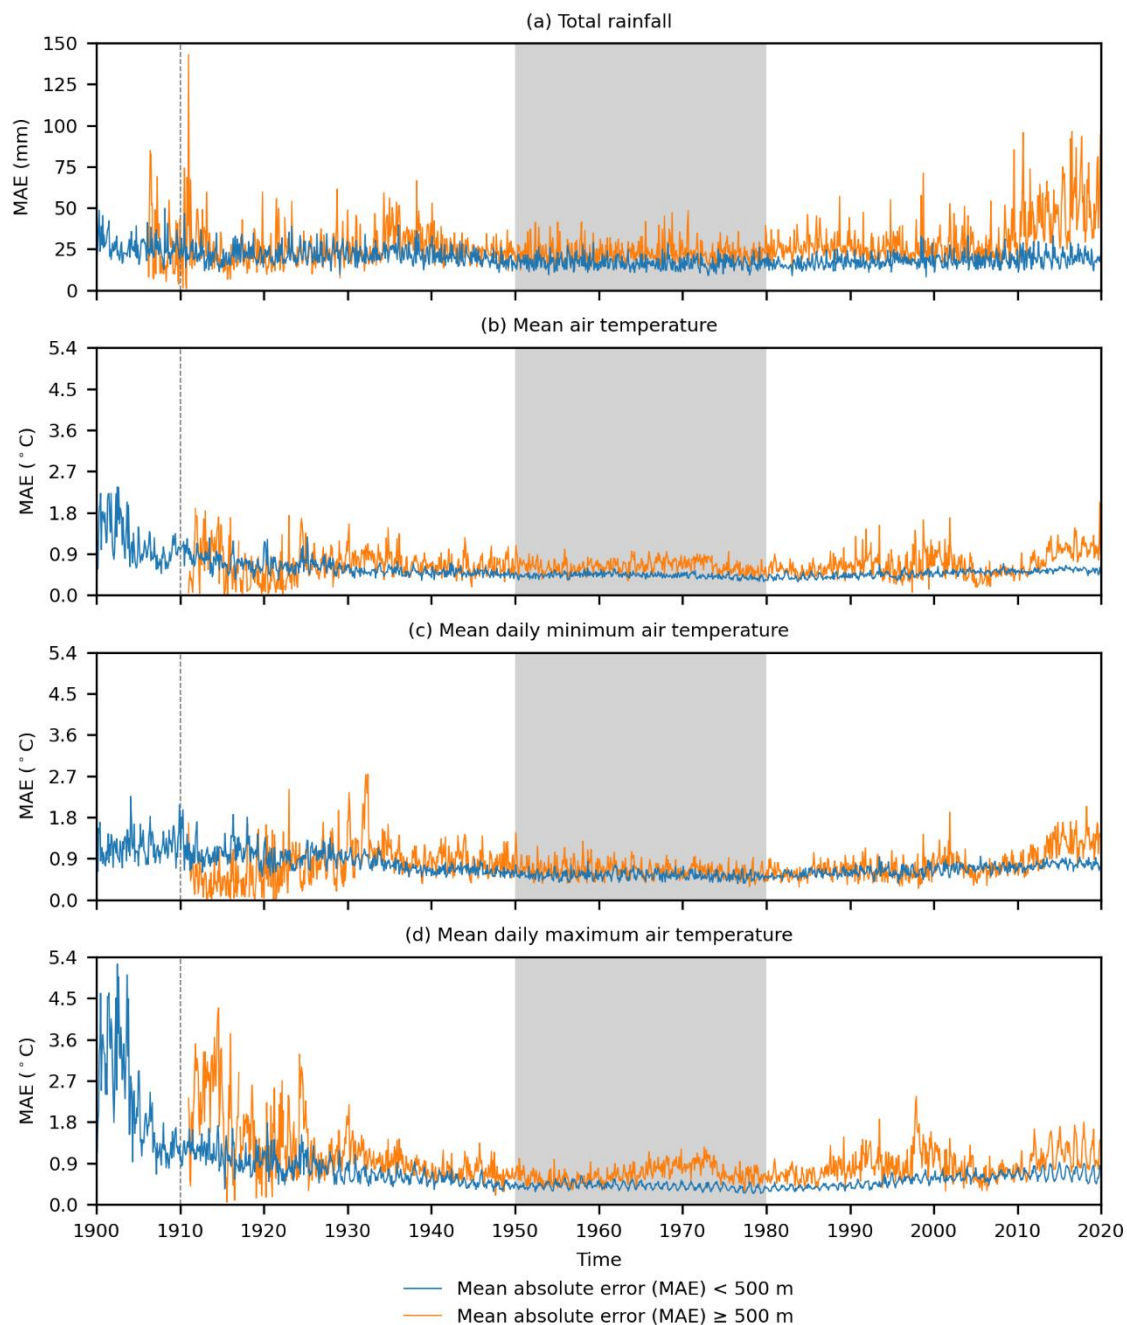 (a) Total rainfall
150
125
100
75
50
25
0
MAE (mm)
(b) Mean air temperature
5.4
4.5
3.6
2.7
1.8
0.9
0.0
MAE (°C)
(c) Mean daily minimum air temperature
5.4
4.5
3.6
2.7
1.8
0.9
0.0
MAE (°C)
(d) Mean daily maximum air temperature
5.4
4.5
3.6
2.7
1.8
0.9
0.0
MAE (°C)
1900 1910 1920 1930 1940 1950 1960 1970 1980 1990 2000 2010 2020
Time
Mean absolute error (MAE) < 500 m
Mean absolute error (MAE) ≥ 500 m